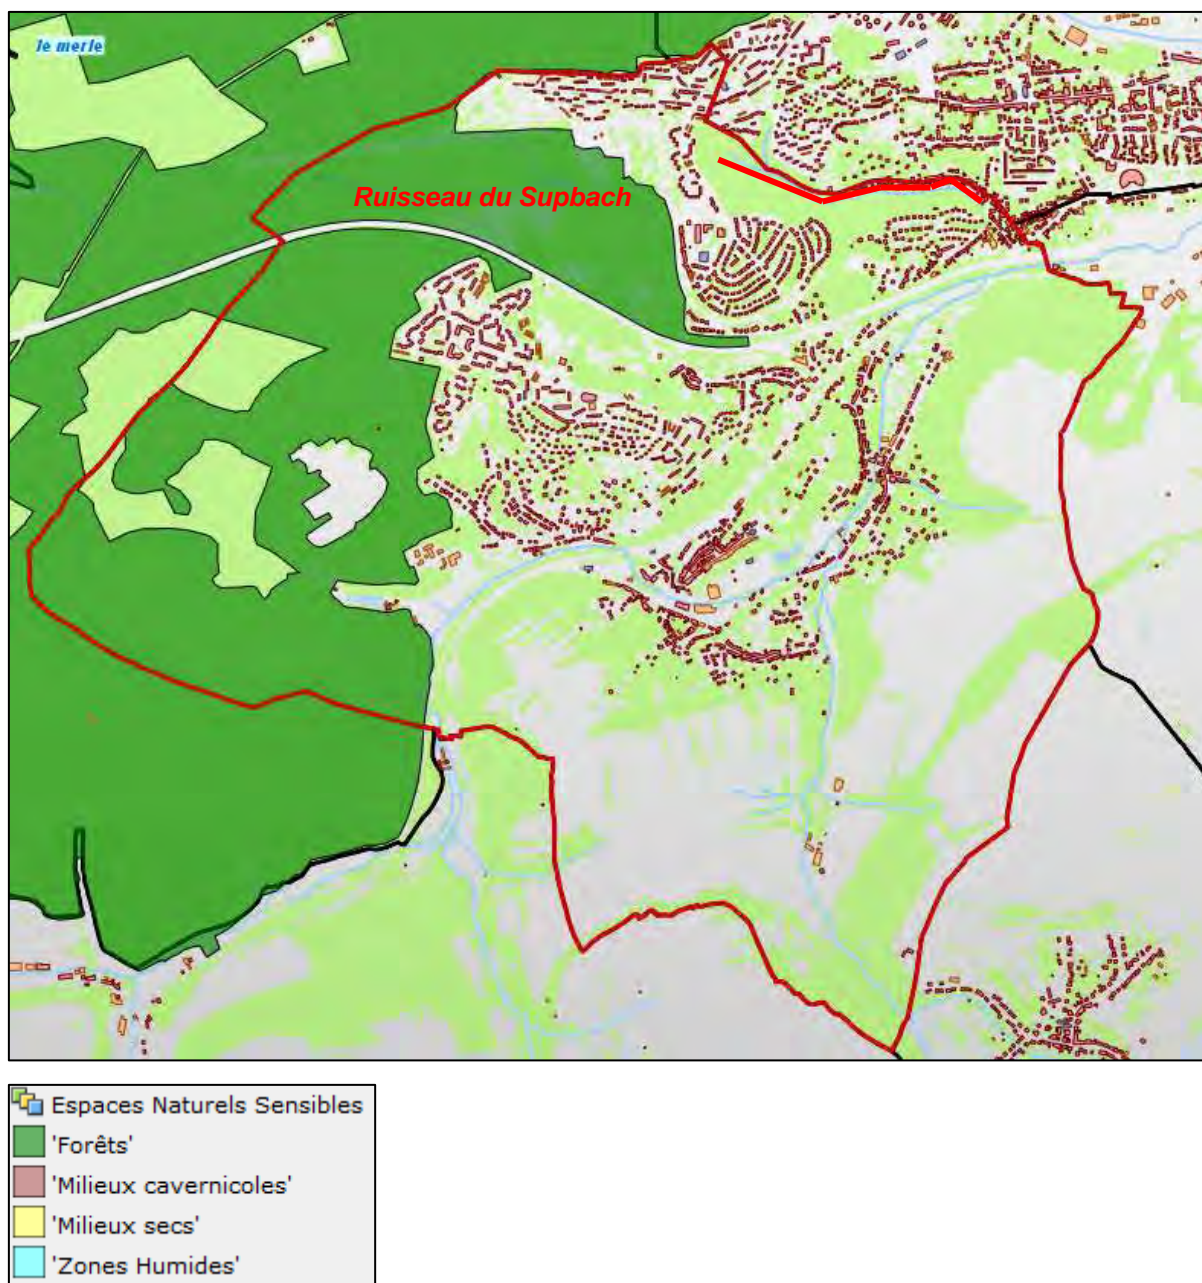 le merle
Ruisseau du Supbach
Espaces Naturels Sensibles
'Forêts'
'Milieux cavernicoles'
'Milieux secs'
'Zones Humides'